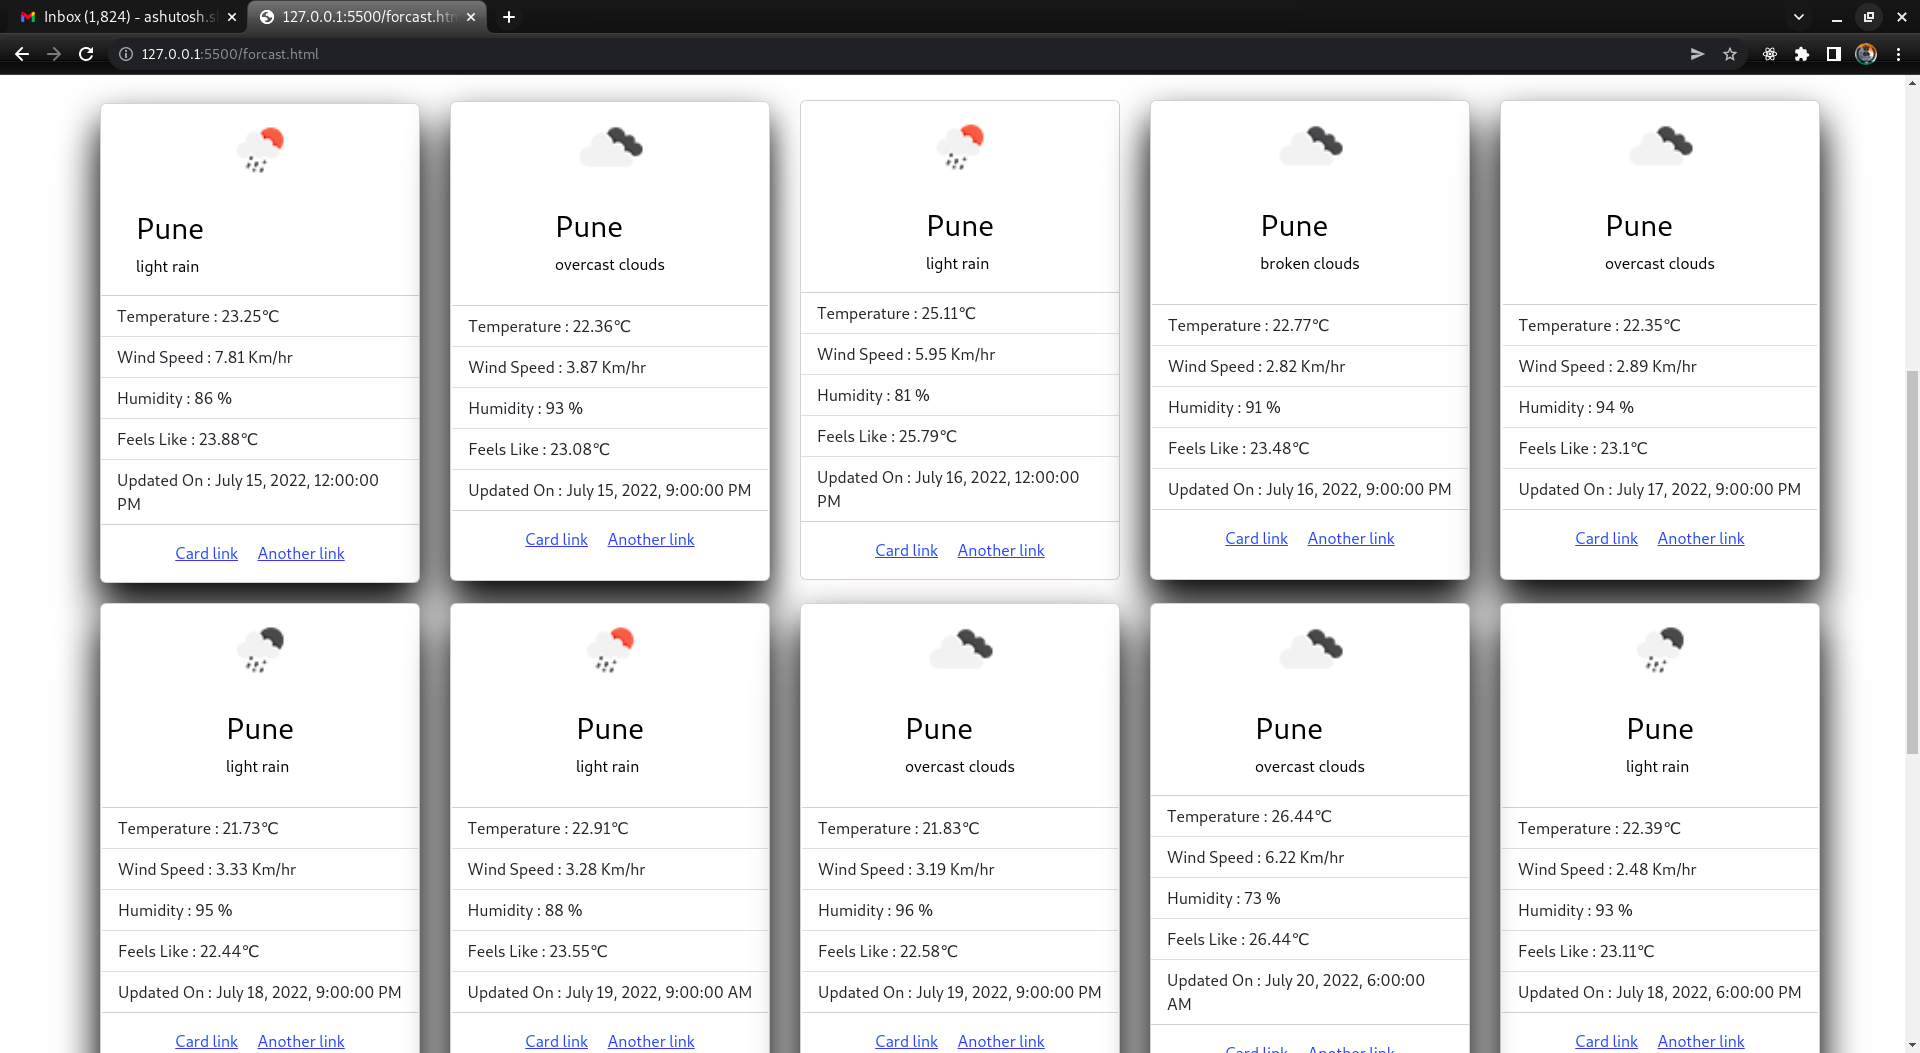 Inbox (1,824) - ashutosh.s
127.0.0.1:5500/forcast.htm
127.0.0.1:5500/forcast.html
Pune
light rain
Temperature : 23.25°C
Wind Speed : 7.81 Km/hr
Humidity : 86 %
Feels Like : 23.88°C
Updated On : July 15, 2022, 12:00:00
PM
Card link Another link
Pune
overcast clouds
Temperature : 22.36°C
Wind Speed : 3.87 Km/hr
Humidity : 93 %
Feels Like : 23.08°C
Updated On : July 15, 2022, 9:00:00 PM
Card link Another link
Pune
light rain
Temperature : 25.11°C
Wind Speed : 5.95 Km/hr
Humidity : 81 %
Feels Like : 25.79°C
Updated On : July 16, 2022, 12:00:00
PM
Card link Another link
Pune
broken clouds
Temperature : 22.77°C
Wind Speed : 2.82 Km/hr
Humidity : 91 %
Feels Like : 23.48°C
Updated On : July 16, 2022, 9:00:00 PM
Card link Another link
Pune
overcast clouds
Temperature : 22.35°C
Wind Speed : 2.89 Km/hr
Humidity : 94 %
Feels Like : 23.1°C
Updated On : July 17, 2022, 9:00:00 PM
Card link Another link
Pune
light rain
Temperature : 21.73°C
Wind Speed : 3.33 Km/hr
Humidity : 95 %
Feels Like : 22.44°C
Updated On : July 18, 2022, 9:00:00 PM
Card link Another link
Pune
light rain
Temperature : 22.91°C
Wind Speed : 3.28 Km/hr
Humidity : 88 %
Feels Like : 23.55°C
Updated On : July 19, 2022, 9:00:00 AM
Card link Another link
Pune
overcast clouds
Temperature : 21.83°C
Wind Speed : 3.19 Km/hr
Humidity : 96 %
Feels Like : 22.58°C
Updated On : July 19, 2022, 9:00:00 PM
Card link Another link
Pune
overcast clouds
Temperature : 26.44°C
Wind Speed : 6.22 Km/hr
Humidity : 73 %
Feels Like : 26.44°C
Updated On : July 20, 2022, 6:00:00
AM
Card link Another link
Pune
light rain
Temperature : 22.39°C
Wind Speed : 2.48 Km/hr
Humidity : 93 %
Feels Like : 23.11°C
Updated On : July 18, 2022, 6:00:00 PM
Card link Another link